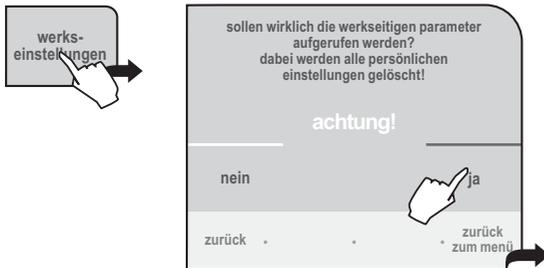 werks-
einstellungen
sollen wirklich die werkseitigen parameter
aufgerufen werden?
dabei werden alle persönlichen
einstellungen gelöscht!
achtung!
nein
ja
zurück
zurück
zum menü